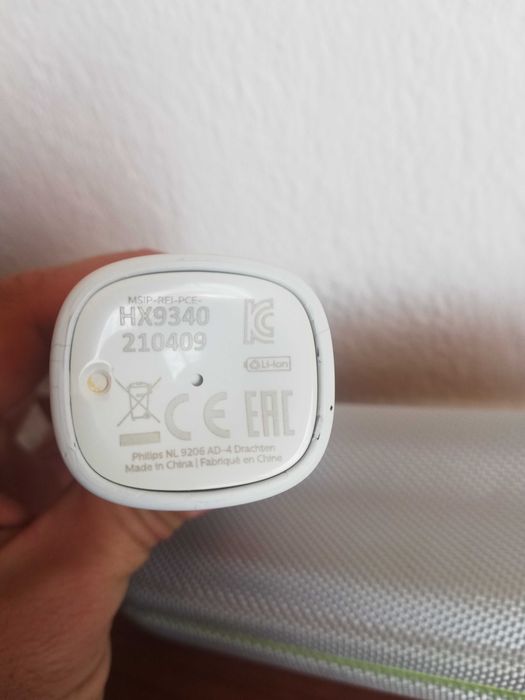 MSIP-REI-PCE-
HX9340
210409
KC
Li-Ion
CE EAC
Philips NL 9206 AD-4 Drachten
Made in China | Fabriqué en Chine